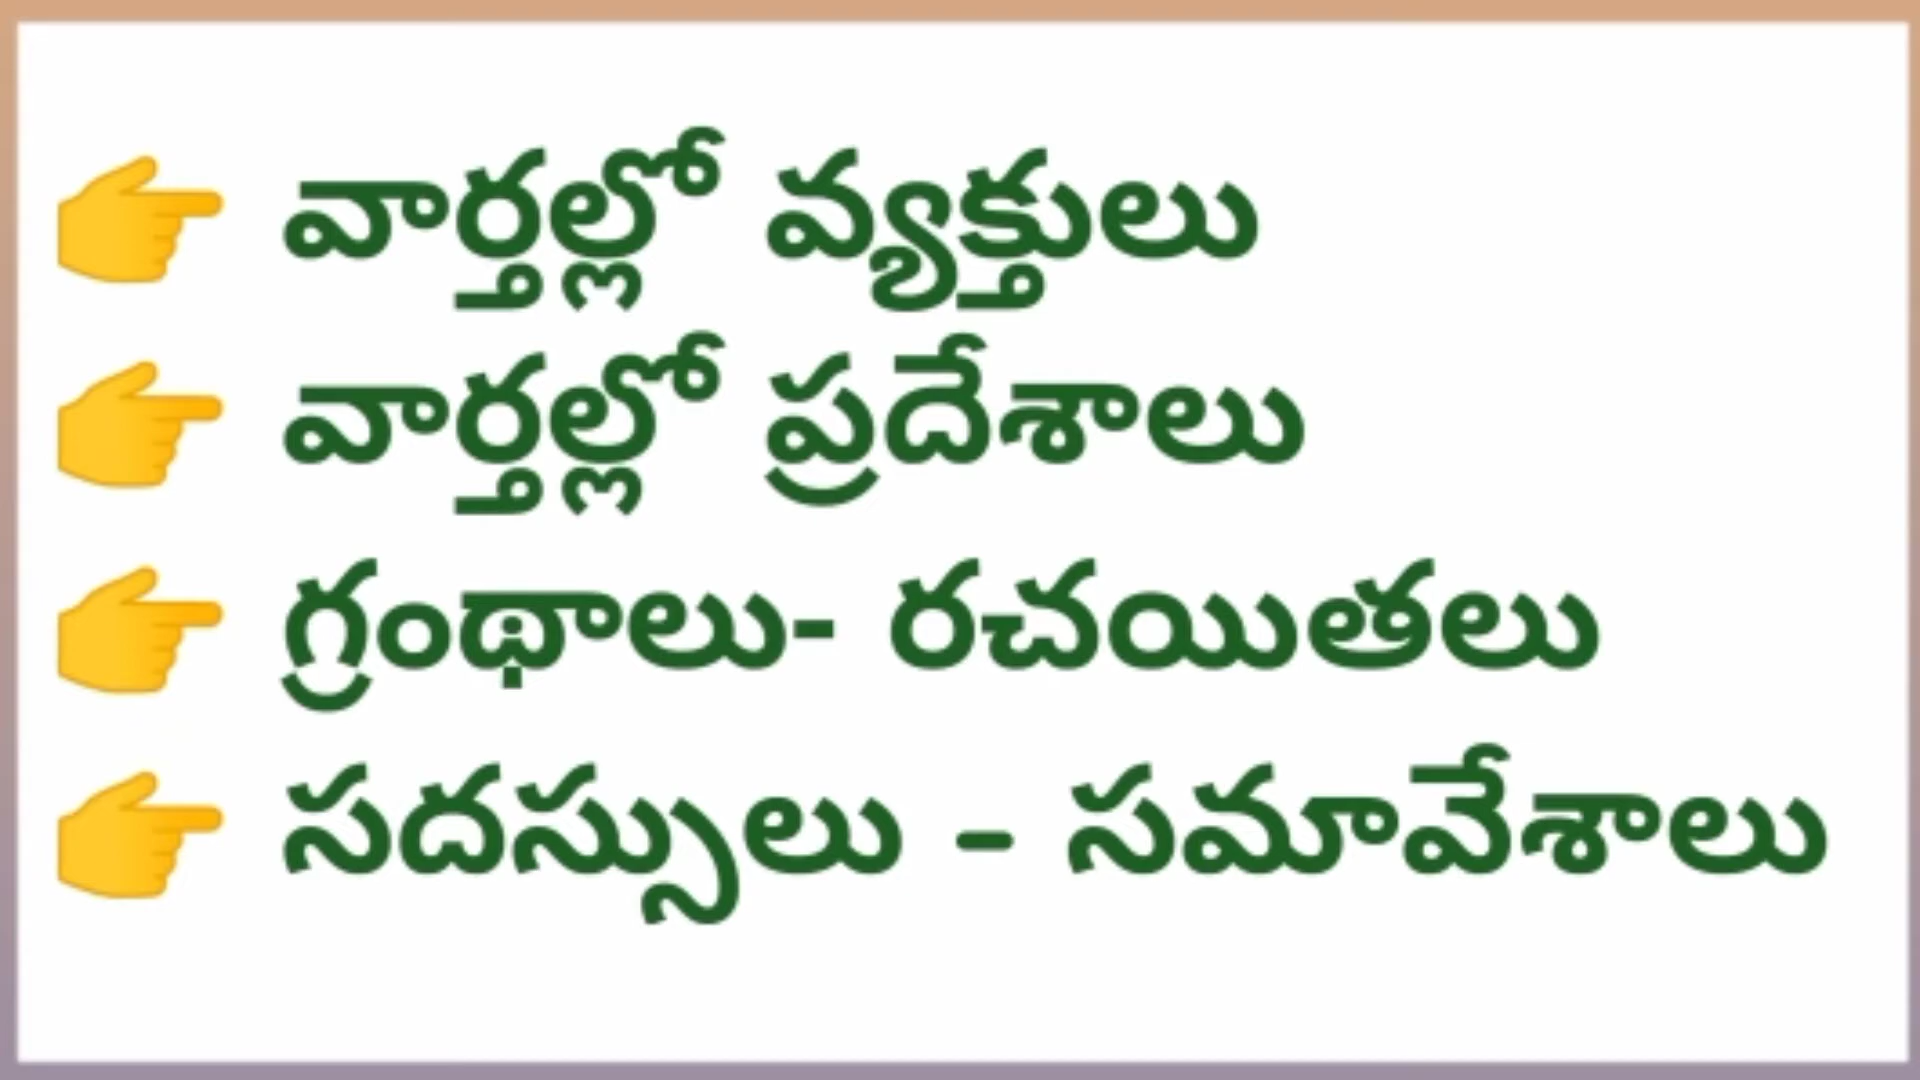 👉 వార్తల్లో వ్యక్తులు
👉 వార్తల్లో ప్రదేశాలు
👉 గ్రంథాలు- రచయితలు
👉 సదస్సులు – సమావేశాలు